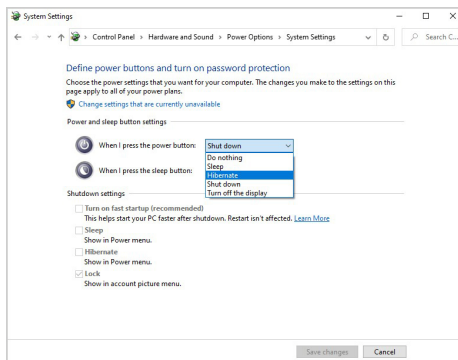 System Settings
Control Panel > Hardware and Sound > Power Options > System Settings
Search C...
Define power buttons and turn on password protection
Choose the power settings that you want for your computer. The changes you make to the settings on this
page apply to all of your power plans.
Change settings that are currently unavailable
Power and sleep button settings
When I press the power button:
Shut down
Do nothing
Sleep
Hibernate
Shut down
Turn off the display
When I press the sleep button:
Shutdown settings
Turn on fast startup (recommended)
This helps start your PC faster after shutdown. Restart isn't affected. Learn More
Sleep
Show in Power menu.
Hibernate
Show in Power menu.
Lock
Show in account picture menu.
Save changes
Cancel